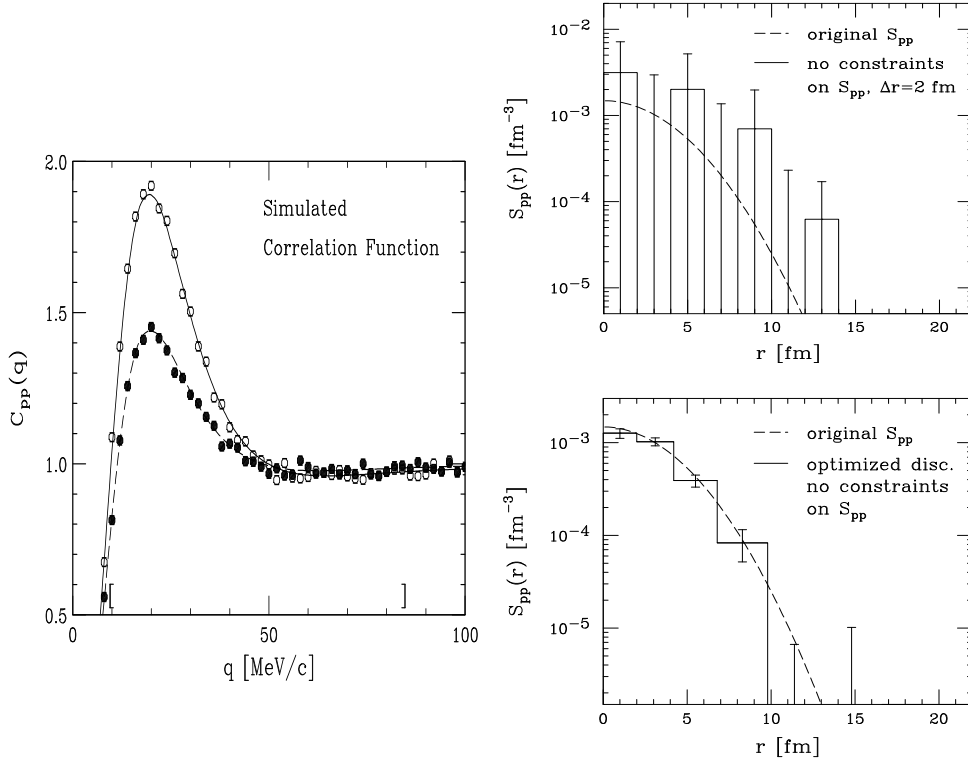 2.0
1.5
1.0
0.5
0
50
100
C_pp(q)
q [MeV/c]
Simulated
Correlation Function
10⁻²
10⁻³
10⁻⁴
10⁻⁵
S_pp(r) [fm⁻³]
original S_pp
no constraints
on S_pp, Δr=2 fm
0
5
10
15
20
r [fm]
10⁻³
10⁻⁴
10⁻⁵
S_pp(r) [fm⁻³]
original S_pp
optimized disc.
no constraints
on S_pp
0
5
10
15
20
r [fm]